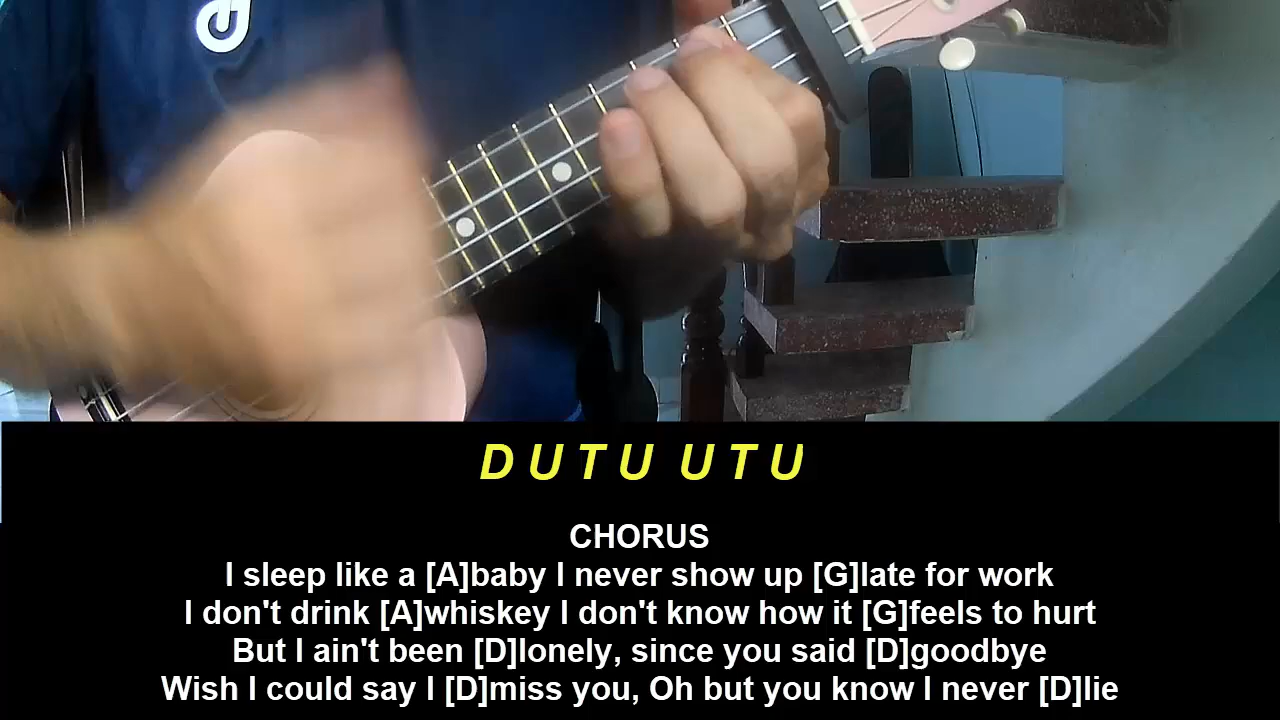 D U T U U T U
CHORUS
I sleep like a [A]baby I never show up [G]late for work
I don't drink [A]whiskey I don't know how it [G]feels to hurt
But I ain't been [D]lonely, since you said [D]goodbye
Wish I could say I [D]miss you, Oh but you know I never [D]lie